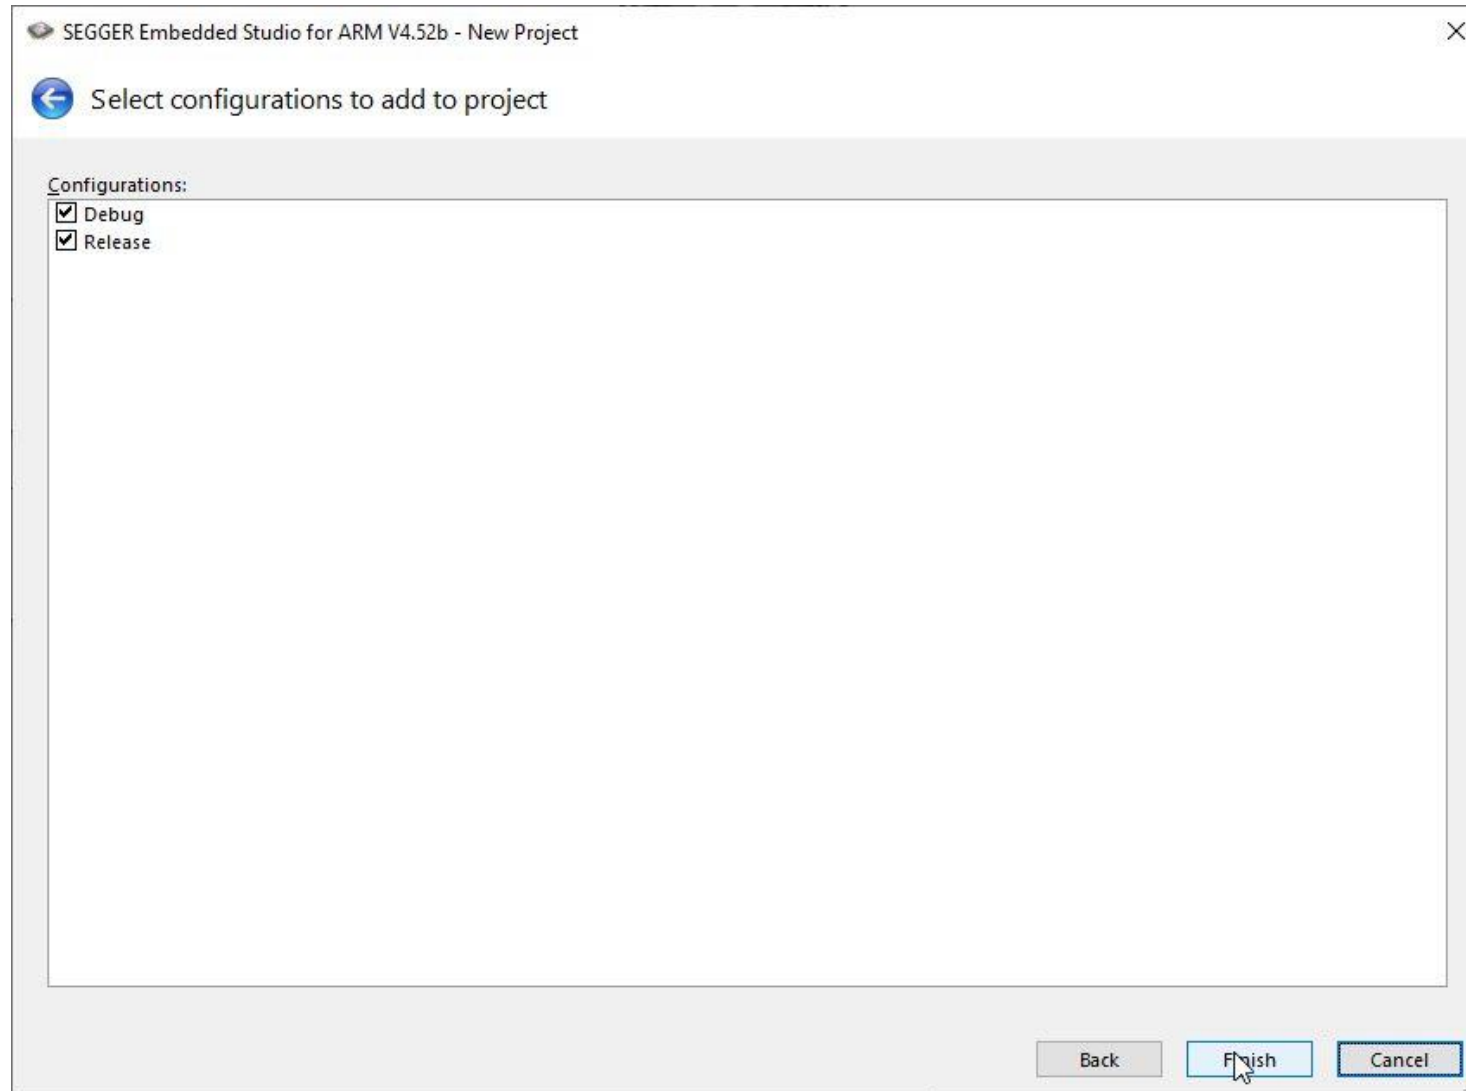 SEGGER Embedded Studio for ARM V4.52b - New Project
Select configurations to add to project
Configurations:
Debug
Release
Back Finish Cancel